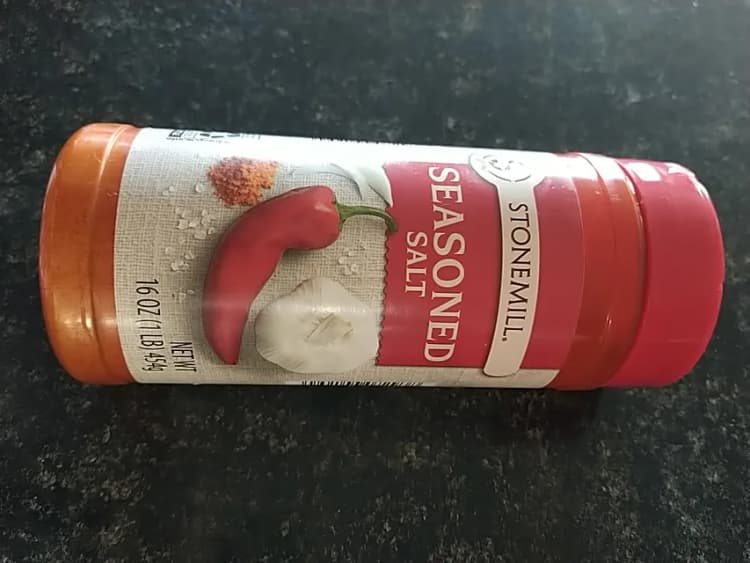 STONEMILL®
SEASONED
SALT
NET WT
16 OZ (1 LB) 454g